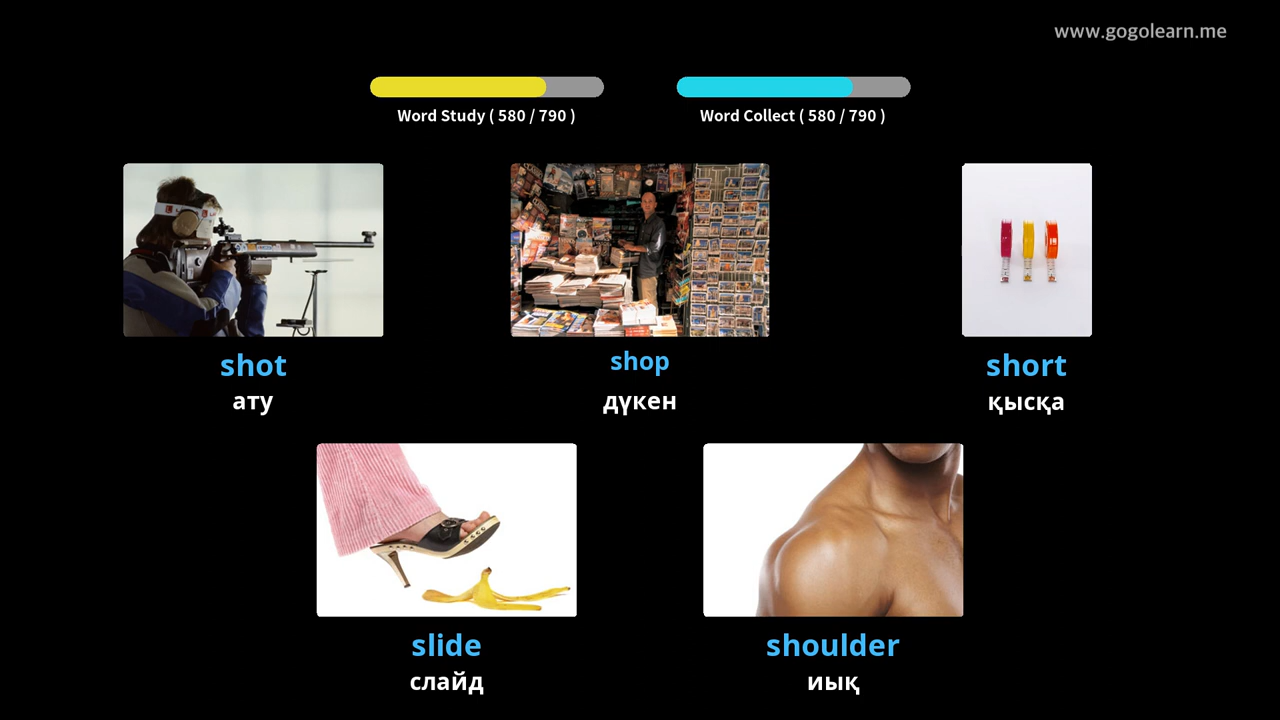 www.gogolearn.me
Word Study ( 580 / 790 )
Word Collect ( 580 / 790 )
shot
ату
shop
дүкен
short
қысқа
slide
слайд
shoulder
иық